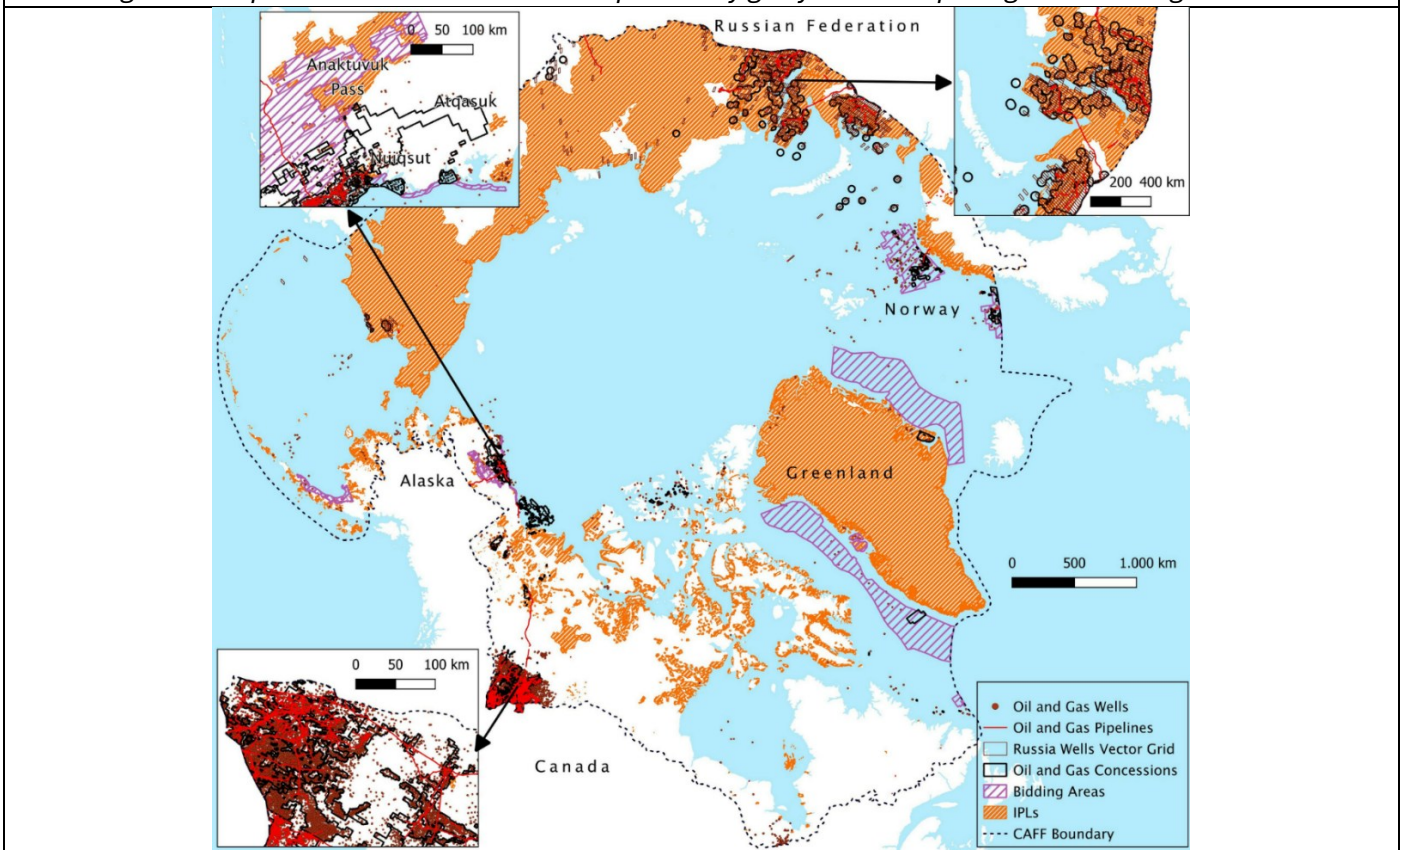 Russian Federation
0 50 100 km
Anaktuvuk
Pass
Atqasuk
Nuiqsut
200 400 km
Norway
Greenland
Alaska
0 500 1.000 km
0 50 100 km
Canada
Oil and Gas Wells
Oil and Gas Pipelines
Russia Wells Vector Grid
Oil and Gas Concessions
Bidding Areas
IPLs
CAFF Boundary